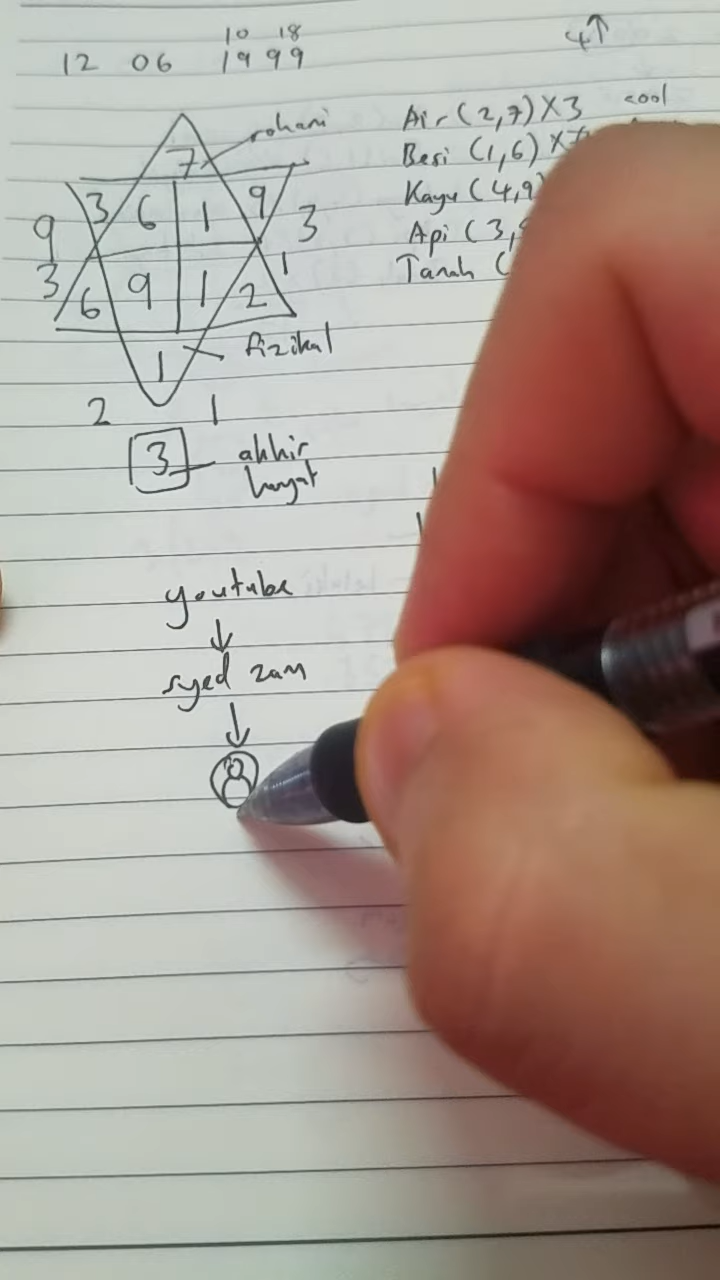 10 18
12 06 1999
4↑
7 rohani
3 6 1 9
9 3
3 6 9 1 2 1
1 fizikal
2 1
3 akhir
hayat
Air (2,7) x3 cool
Besi (1,6) x
Kayu (4,9
Api (3,
Tanah (
youtube
↓
syed zam
↓